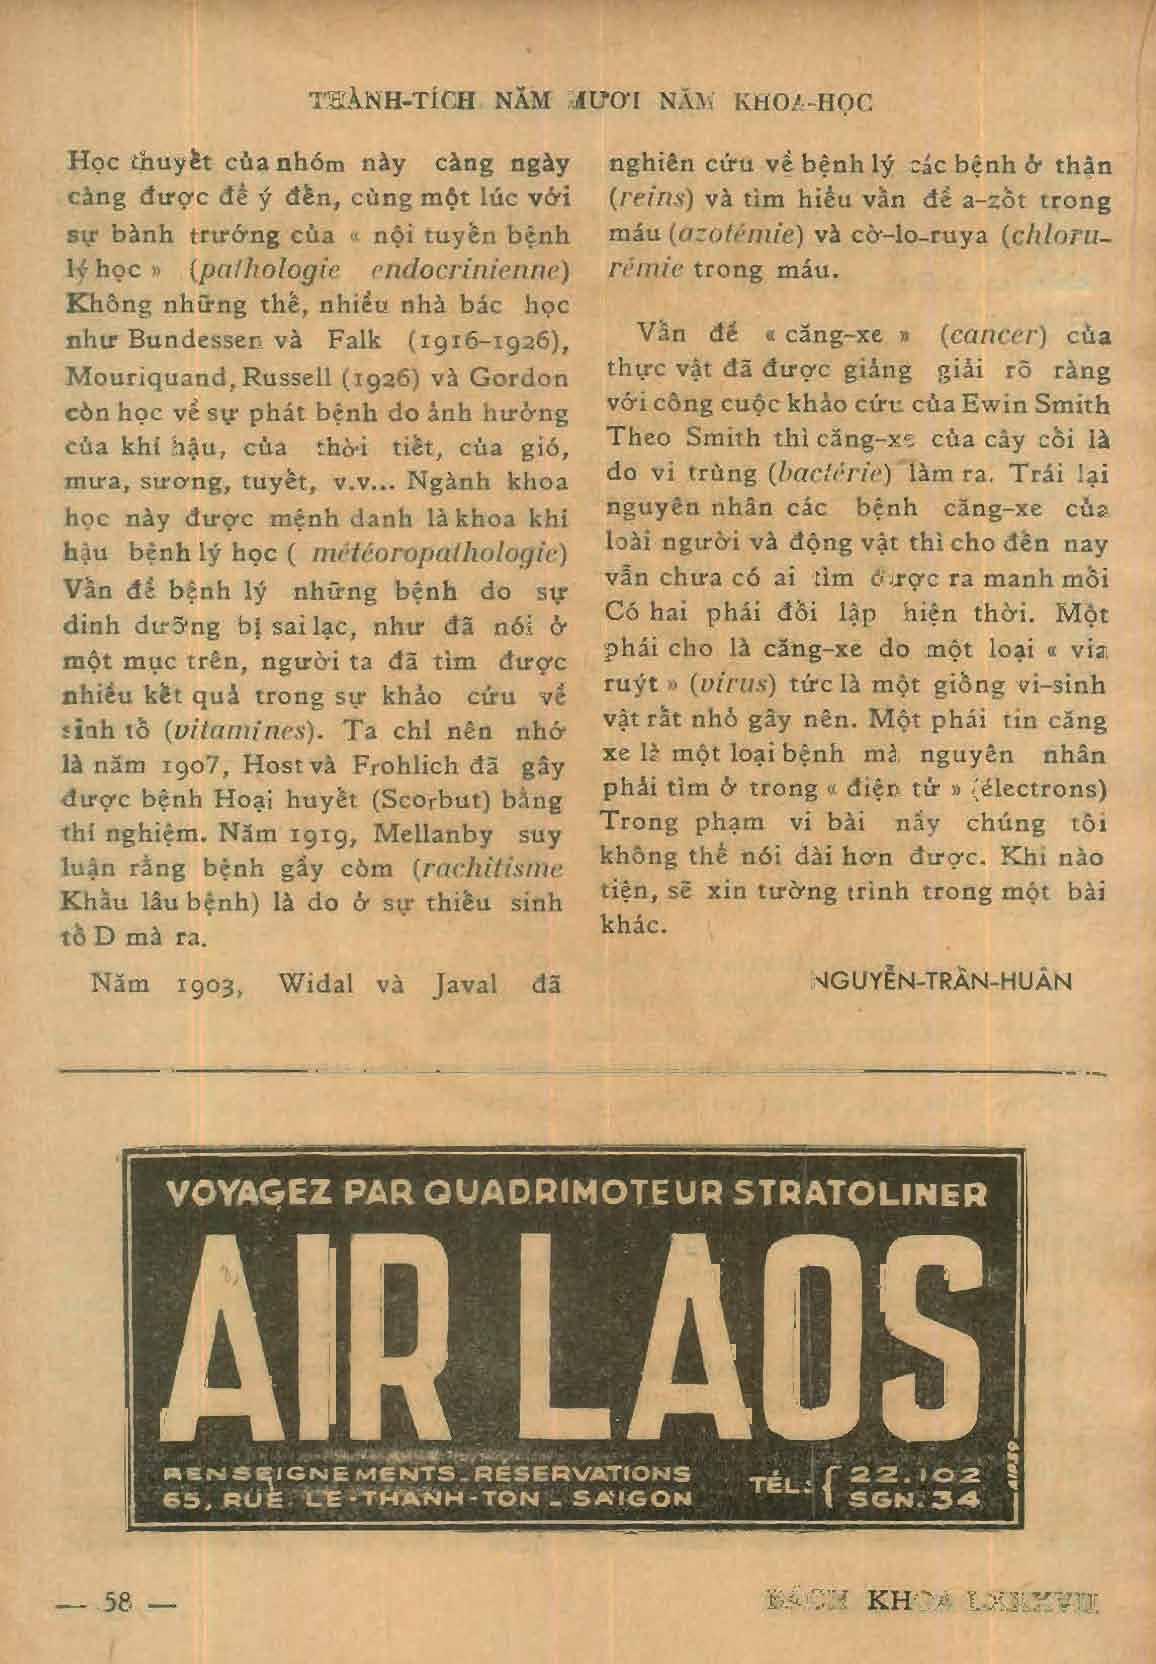 THÀNH-TÍCH NĂM MƯƠI NĂM KHOA-HỌC
Học thuyết của nhóm này càng ngày
càng được để ý đến, cùng một lúc với
sự bành trướng của « nội tuyến bệnh
lý học » (pathologie endocrinienne)
Không những thế, nhiều nhà bác học
như Bundessen và Falk (1916-1926),
Mouriquand, Russell (1926) và Gordon
còn học về sự phát bệnh do ảnh hưởng
của khí hậu, của thời tiết, của gió,
mưa, sương, tuyết, v.v... Ngành khoa
học này được mệnh danh là khoa khí
hậu bệnh lý học ( météoropathologie)
Vấn đề bệnh lý những bệnh do sự
dinh dưỡng bị sai lạc, như đã nói ở
một mục trên, người ta đã tìm được
nhiều kết quả trong sự khảo cứu về
sinh tố (vitamines). Ta chỉ nên nhớ
là năm 1907, Host và Frohlich đã gây
được bệnh Hoại huyết (Scorbut) bằng
thí nghiệm. Năm 1919, Mellanby suy
luận rằng bệnh gầy còm (rachitisme
Khẩu lâu bệnh) là do ở sự thiếu sinh
tố D mà ra.
Năm 1903, Widal và Javal đã
nghiên cứu về bệnh lý các bệnh ở thận
(reins) và tìm hiểu vấn đề a-zốt trong
máu (azotémie) và cờ-lo-ruya (chloru-
rémie trong máu.
Vấn đề « căng-xe » (cancer) của
thực vật đã được giảng giải rõ ràng
với công cuộc khảo cứu của Ewin Smith
Theo Smith thì căng-xe của cây cối là
do vi trùng (bactérie) làm ra. Trái lại
nguyên nhân các bệnh căng-xe của
loài người và động vật thì cho đến nay
vẫn chưa có ai tìm được ra manh mối
Có hai phái đối lập hiện thời. Một
phái cho là căng-xe do một loại « via
ruýt » (virus) tức là một giống vi-sinh
vật rất nhỏ gây nên. Một phái tin căng
xe là một loại bệnh mà nguyên nhân
phải tìm ở trong « điện tử » (électrons)
Trong phạm vi bài nầy chúng tôi
không thể nói dài hơn được. Khi nào
tiện, sẽ xin tường trình trong một bài
khác.
NGUYỄN-TRẦN-HUÂN
VOYAGEZ PAR QUADRIMOTEUR STRATOLINER
AIR LAOS
RENSEIGNEMENTS_RESERVATIONS
65, RUE LE-THANH-TON _ SAIGON
TÉL: { 22.102
SGN. 34
— 58 —
BÁCH KHOA LXXXVII